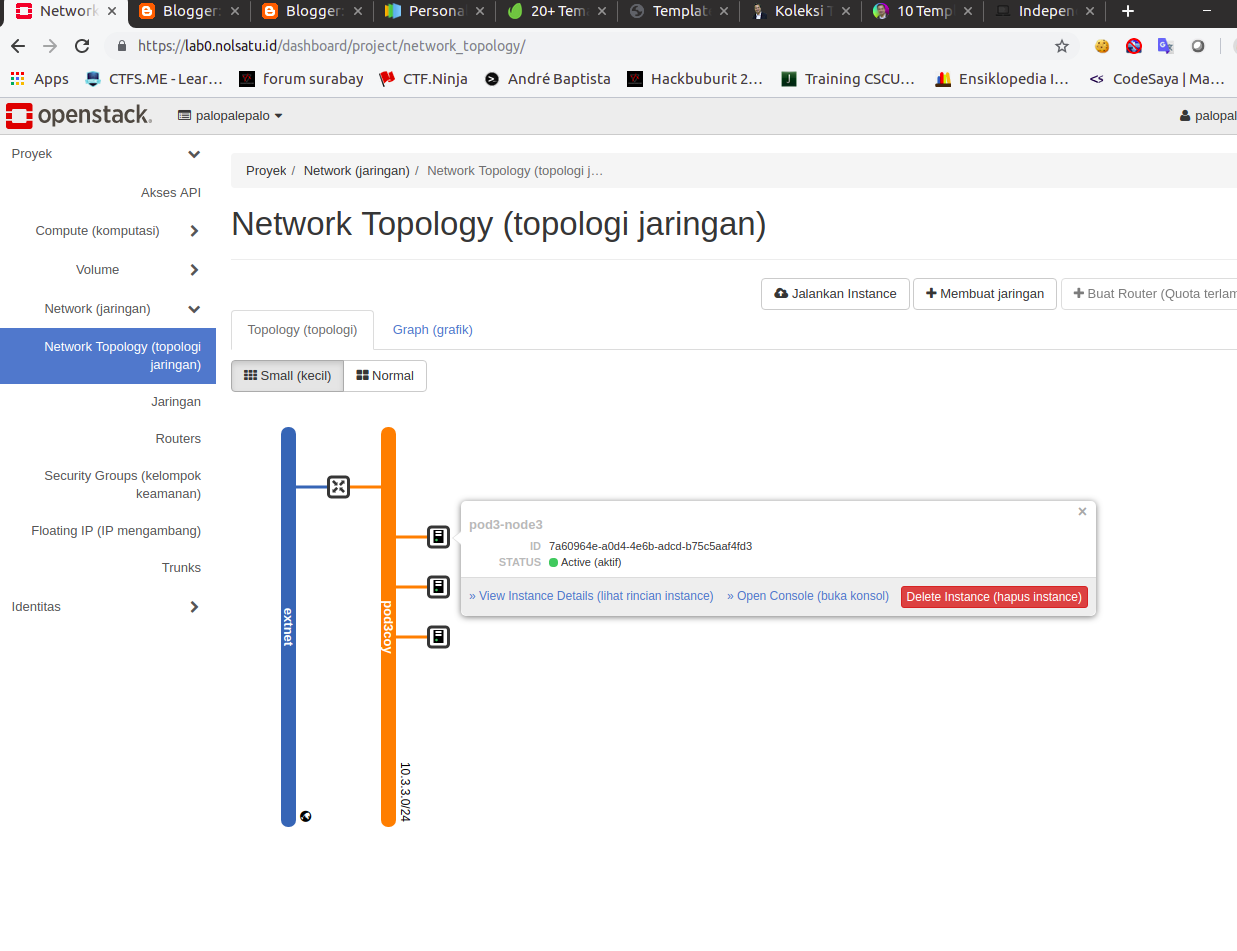 Network
Blogger:
Blogger:
Persona
20+ Tem
Templat
Koleksi T
10 Temp
Indepen
https://lab0.nolsatu.id/dashboard/project/network_topology/
Apps
CTFS.ME - Lear…
forum surabay
CTF.Ninja
André Baptista
Hackbuburit 2…
Training CSCU…
Ensiklopedia I…
CS CodeSaya | Ma…
openstack.
palopalepalo
palopal
Proyek
Akses API
Compute (komputasi)
Volume
Network (jaringan)
Network Topology (topologi
jaringan)
Jaringan
Routers
Security Groups (kelompok
keamanan)
Floating IP (IP mengambang)
Trunks
Identitas
Proyek / Network (jaringan) / Network Topology (topologi j…
Network Topology (topologi jaringan)
Jalankan Instance
Membuat jaringan
Buat Router (Quota terlam
Topology (topologi)
Graph (grafik)
Small (kecil)
Normal
extnet
pod3coy
10.3.3.0/24
pod3-node3
ID 7a60964e-a0d4-4e6b-adcd-b75c5aaf4fd3
STATUS Active (aktif)
» View Instance Details (lihat rincian instance)
» Open Console (buka konsol)
Delete Instance (hapus instance)